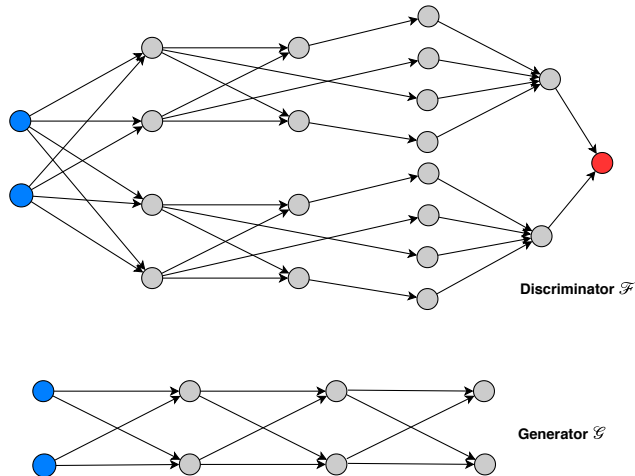 Discriminator ℱ
Generator 𝒢